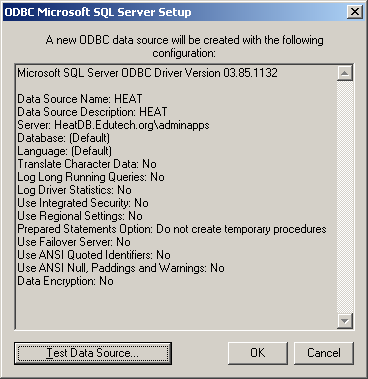 ODBC Microsoft SQL Server Setup
A new ODBC data source will be created with the following
configuration:
Microsoft SQL Server ODBC Driver Version 03.85.1132
Data Source Name: HEAT
Data Source Description: HEAT
Server: HeatDB.Edutech.org\adminapps
Database: (Default)
Language: (Default)
Translate Character Data: No
Log Long Running Queries: No
Log Driver Statistics: No
Use Integrated Security: No
Use Regional Settings: No
Prepared Statements Option: Do not create temporary procedures
Use Failover Server: No
Use ANSI Quoted Identifiers: No
Use ANSI Null, Paddings and Warnings: No
Data Encryption: No
Test Data Source... OK Cancel